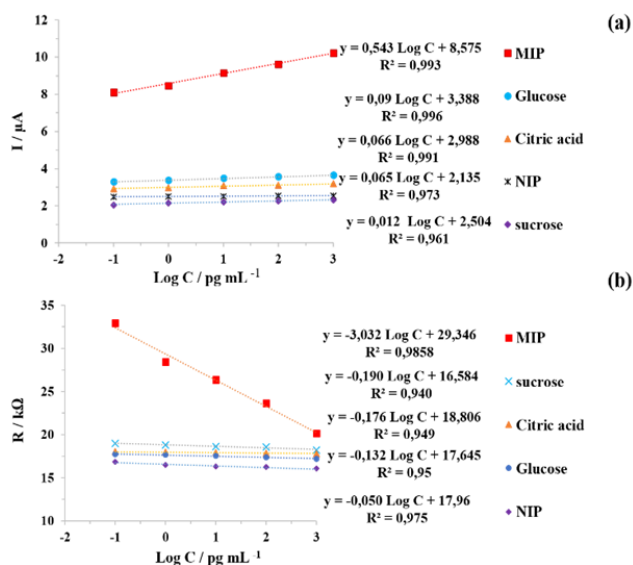 (a)
12
10
8
6
4
2
0
I / µA
-2
-1
0
1
2
3
Log C / pg mL -1
y = 0,543 Log C + 8,575
R² = 0,993
y = 0,09 Log C + 3,388
R² = 0,996
y = 0,066 Log C + 2,988
R² = 0,991
y = 0,065 Log C + 2,135
R² = 0,973
y = 0,012 Log C + 2,504
R² = 0,961
MIP
Glucose
Citric acid
NIP
sucrose
(b)
35
30
25
20
15
10
R / kΩ
-2
-1
0
1
2
3
Log C / pg mL -1
y = -3,032 Log C + 29,346
R² = 0,9858
y = -0,190 Log C + 16,584
R² = 0,940
y = -0,176 Log C + 18,806
R² = 0,949
y = -0,132 Log C + 17,645
R² = 0,95
y = -0,050 Log C + 17,96
R² = 0,975
MIP
sucrose
Citric acid
Glucose
NIP